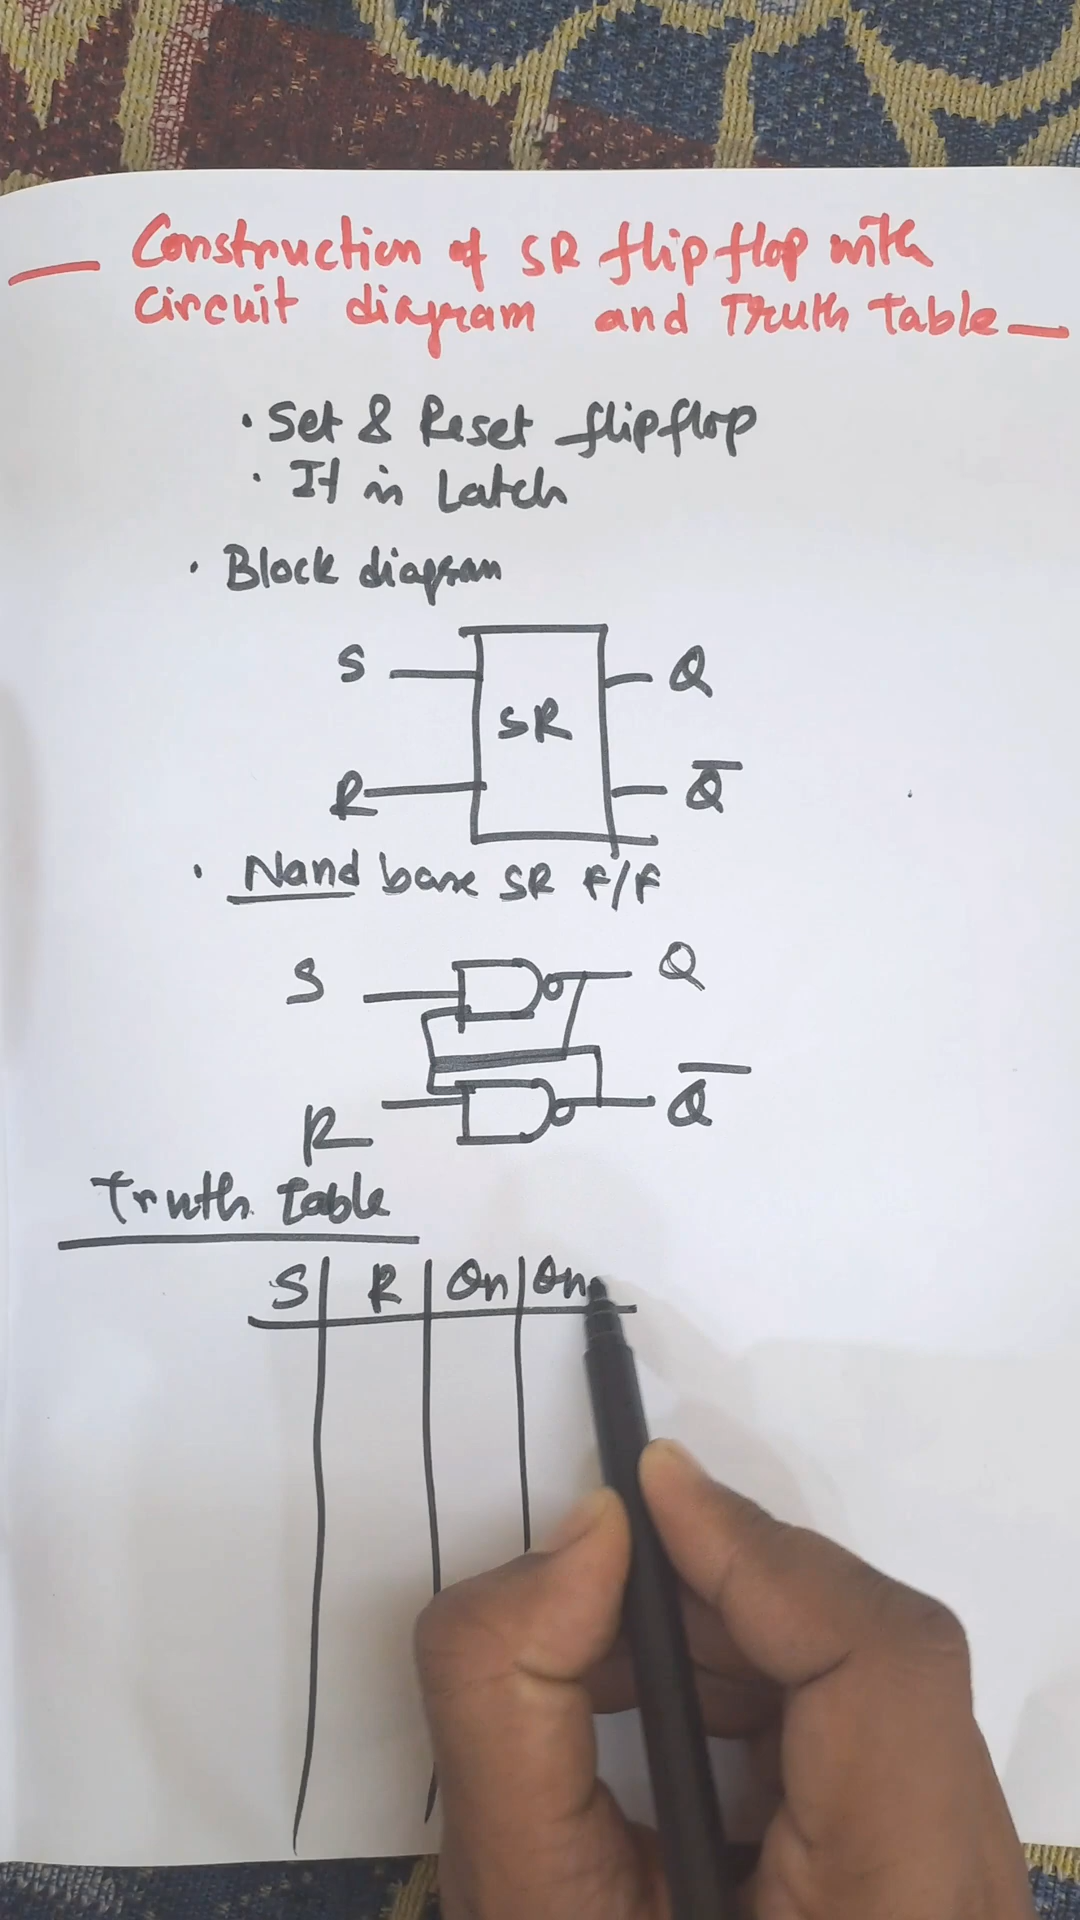 Construction of SR flip flop with
Circuit diagram and Truth Table
• Set & Reset flipflop
• It is Latch
• Block diagram
S
Q
SR
R
Q̅
• Nand base SR F/F
S
Q
R
Q̅
Truth table
S R Qn Qn